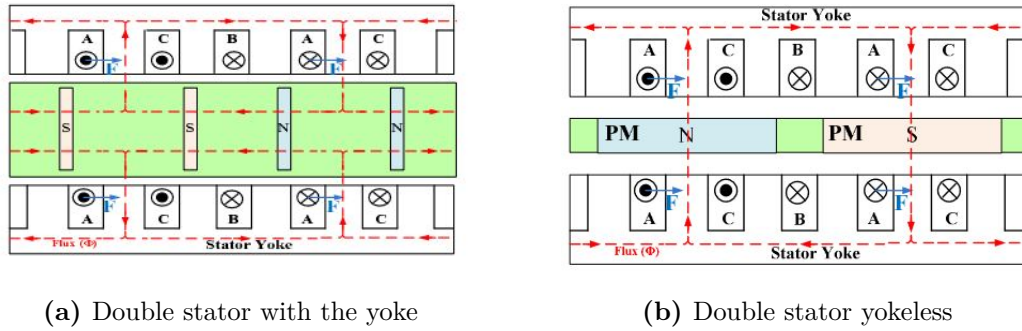 A C B A C
F F
S S N N
F F
A C B A C
Flux (Φ) Stator Yoke
(a) Double stator with the yoke
Stator Yoke
A C B A C
F F
PM N PM S
F F
A C B A C
Flux (Φ) Stator Yoke
(b) Double stator yokeless